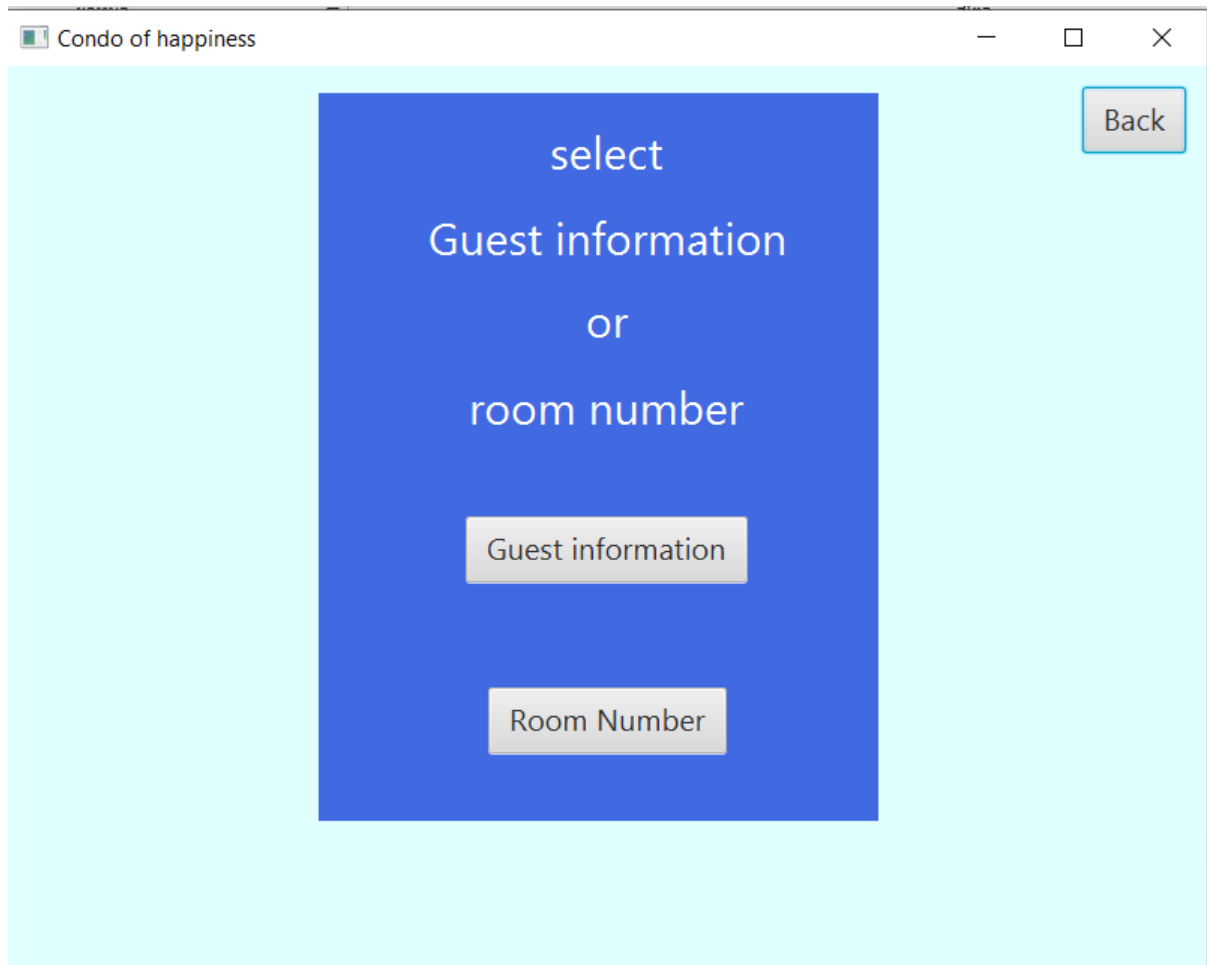 Condo of happiness
Back
select
Guest information
or
room number
Guest information
Room Number